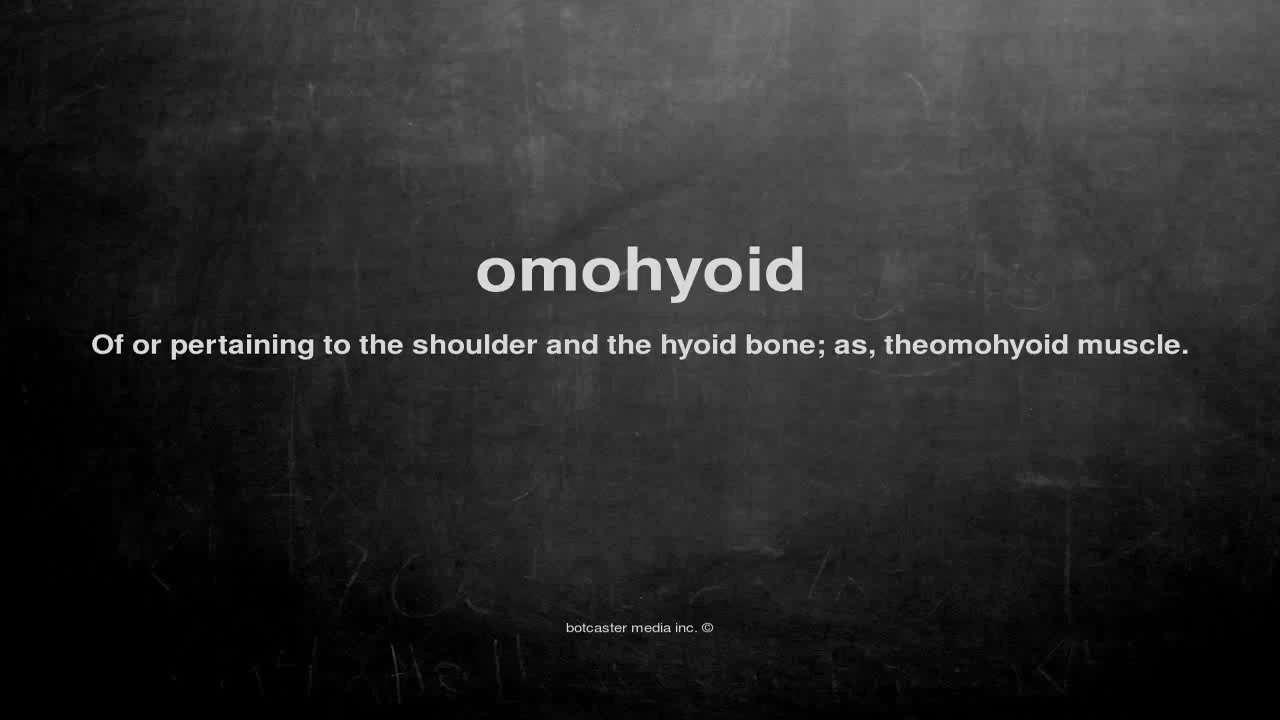 omohyoid
Of or pertaining to the shoulder and the hyoid bone; as, theomohyoid muscle.
botcaster media inc. ©